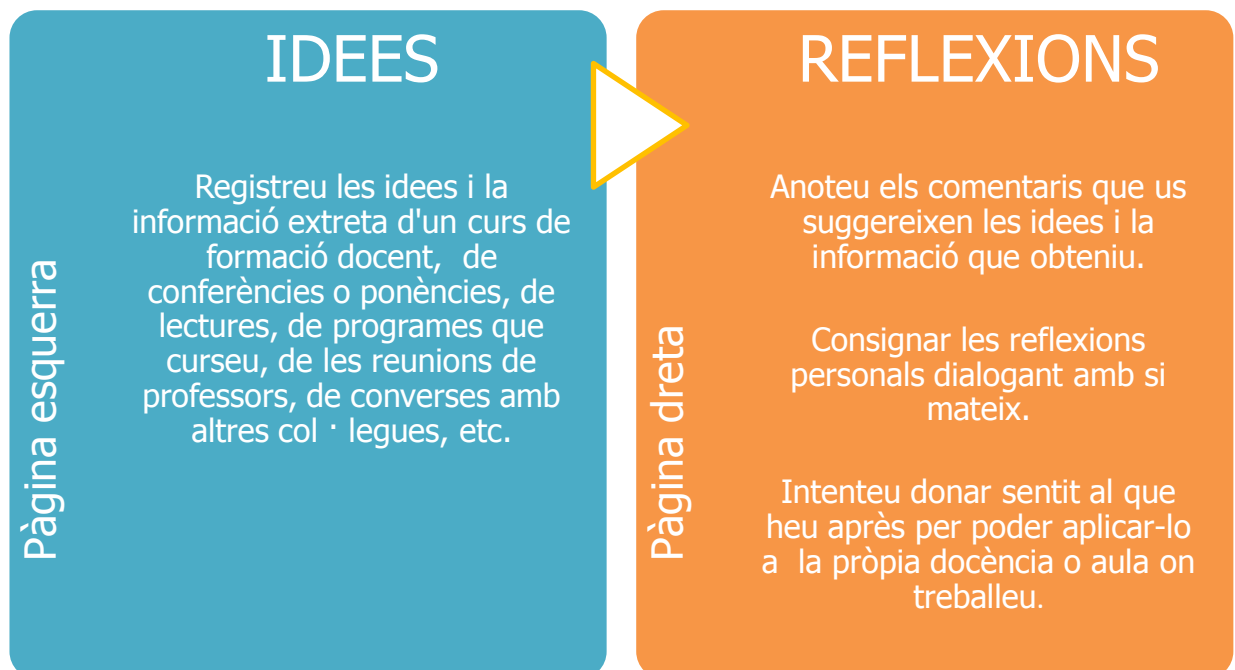 IDEES
Registreu les idees i la
informació extreta d'un curs de
formació docent,  de
conferències o ponències, de
lectures, de programes que
curseu, de les reunions de
professors, de converses amb
altres col · legues, etc.
Pàgina esquerra
REFLEXIONS
Anoteu els comentaris que us
suggereixen les idees i la
informació que obteniu.
Consignar les reflexions
personals dialogant amb si
mateix.
Intenteu donar sentit al que
heu après per poder aplicar-lo
a  la pròpia docència o aula on
treballeu.
Pàgina dreta